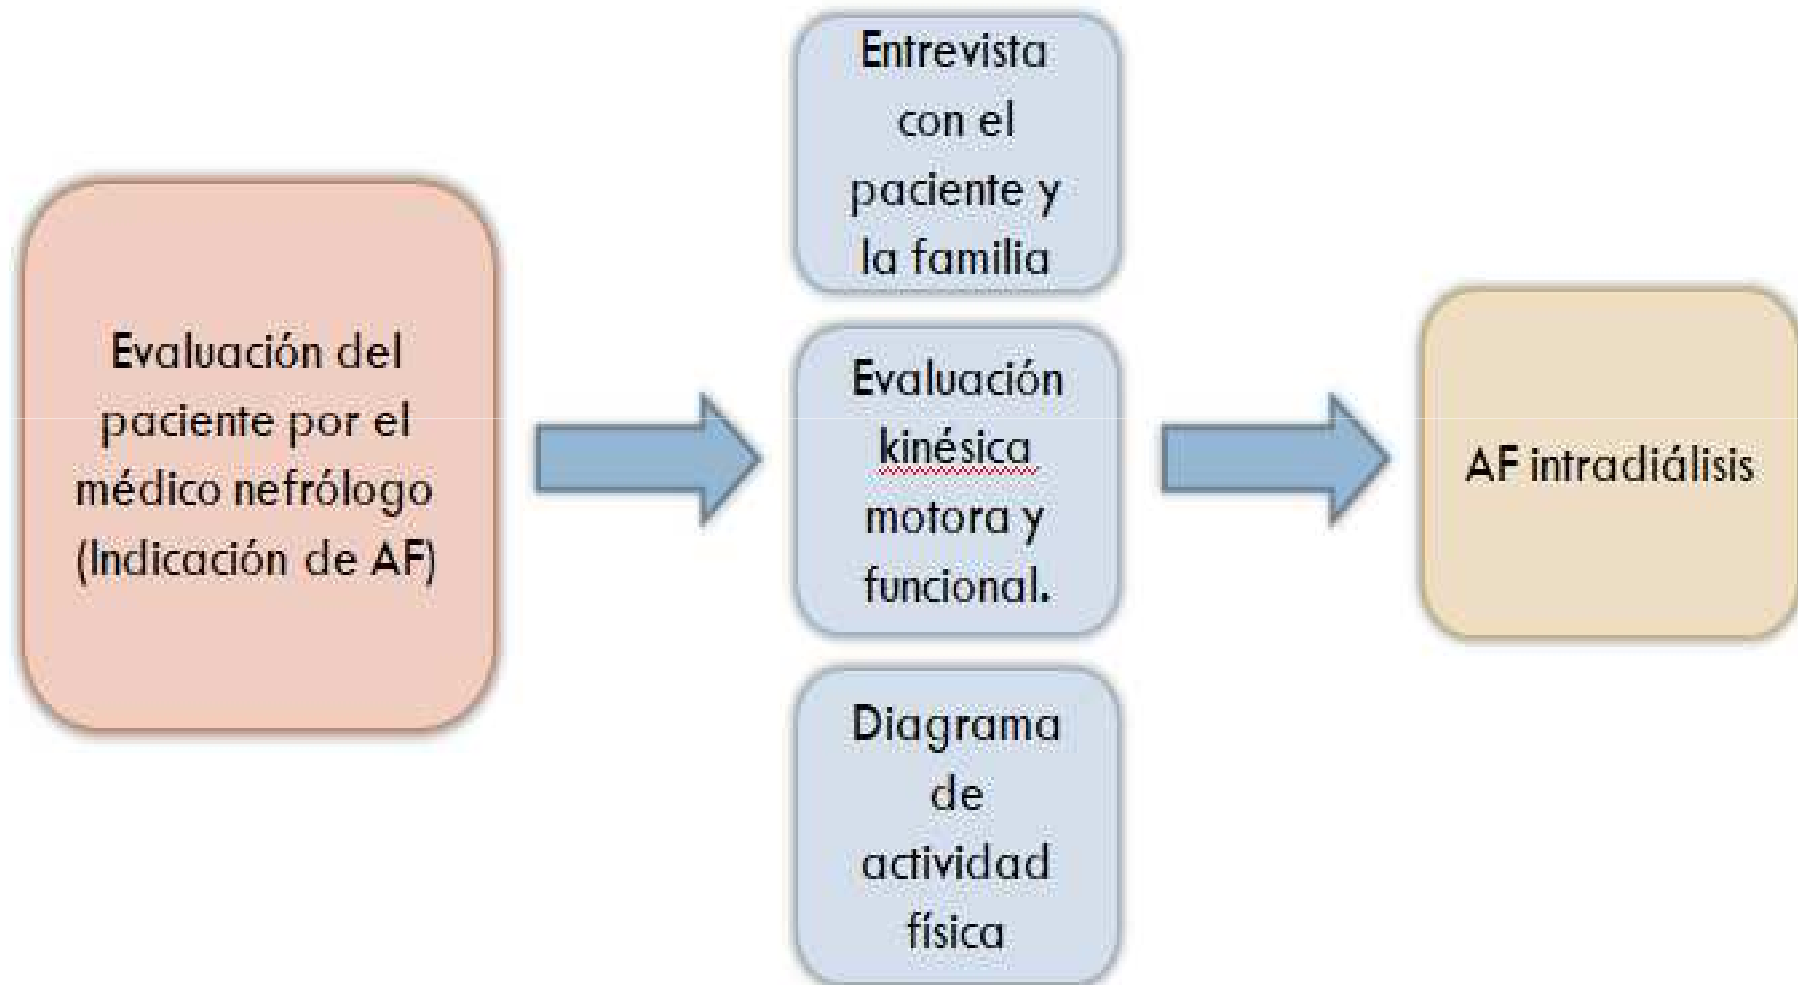 Evaluación del
paciente por el
médico nefrólogo
(Indicación de AF)
Entrevista
con el
paciente y
la familia
Evaluación
kinésica
motora y
funcional.
Diagrama
de
actividad
física
AF intradiálisis